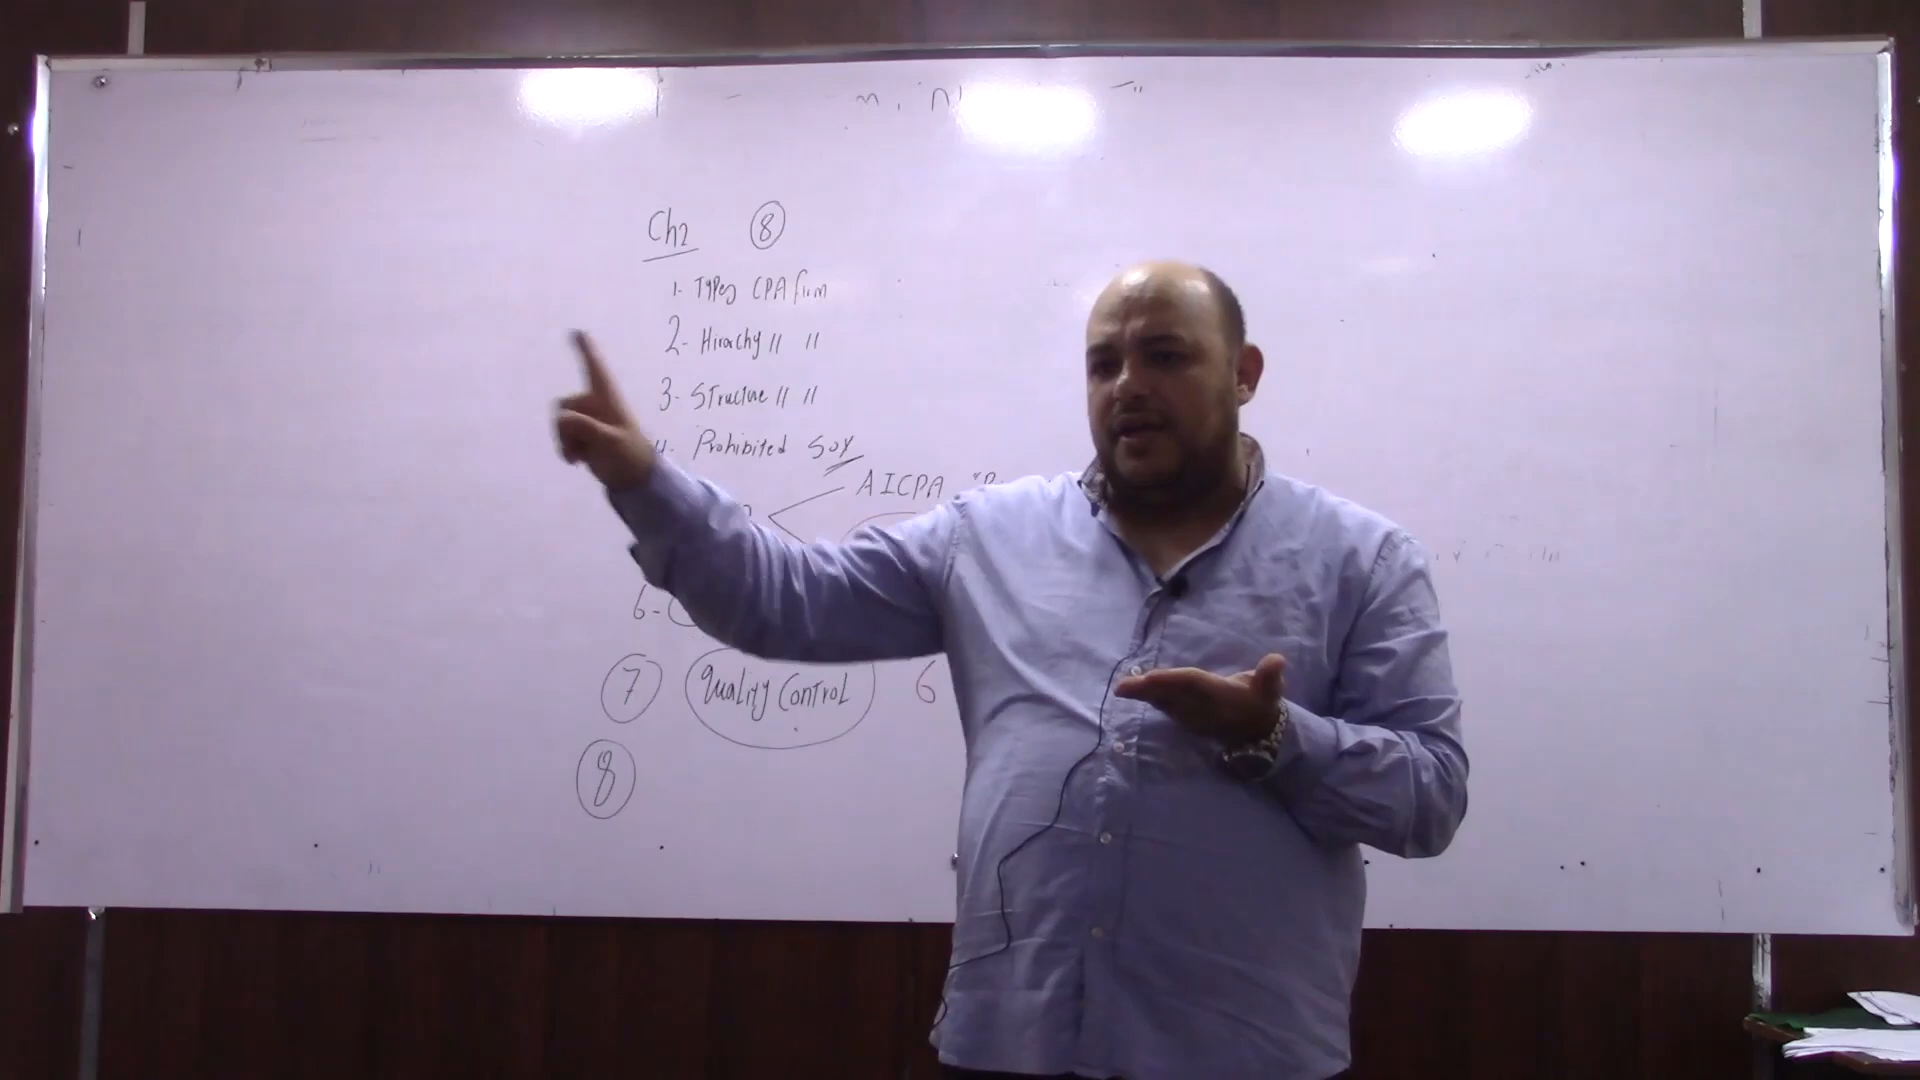 Ch2 8
1- Types CPA firm
2- Hirachy " "
3- Structure " "
4. Prohibited SOX
AICPA
6-
7 Quality Control 6
8